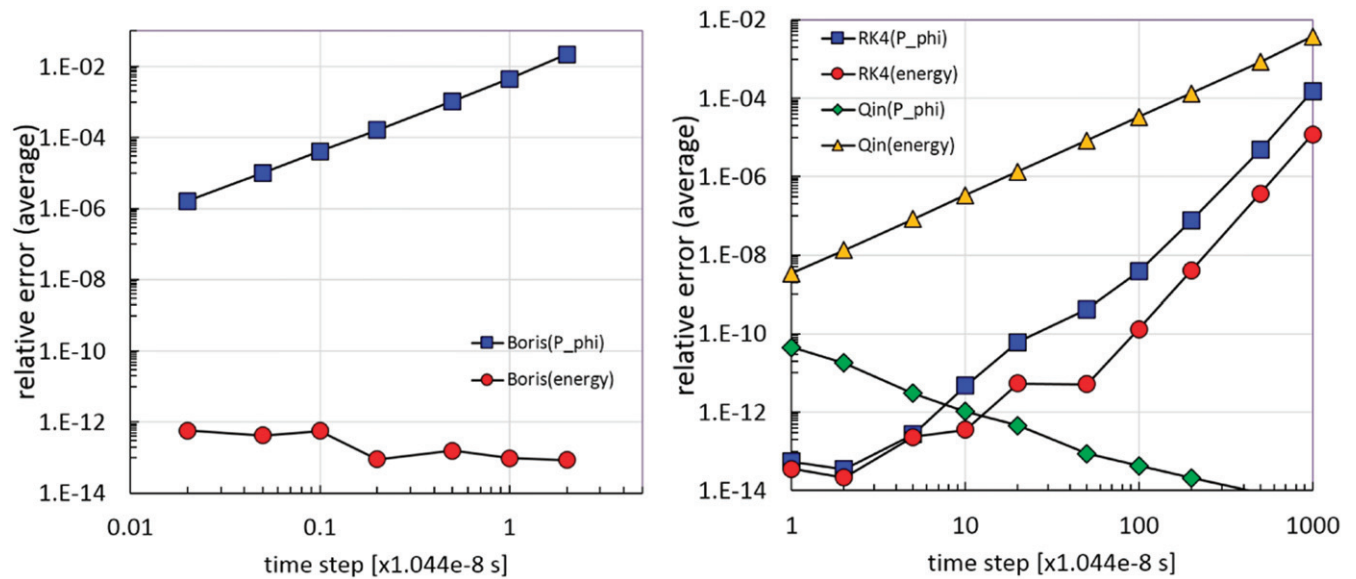 relative error (average)
1.E-02
1.E-04
1.E-06
1.E-08
1.E-10
1.E-12
1.E-14
Boris(P_phi)
Boris(energy)
0.01
0.1
1
time step [x1.044e-8 s]
relative error (average)
1.E-02
1.E-04
1.E-06
1.E-08
1.E-10
1.E-12
1.E-14
RK4(P_phi)
RK4(energy)
Qin(P_phi)
Qin(energy)
1
10
100
1000
time step [x1.044e-8 s]